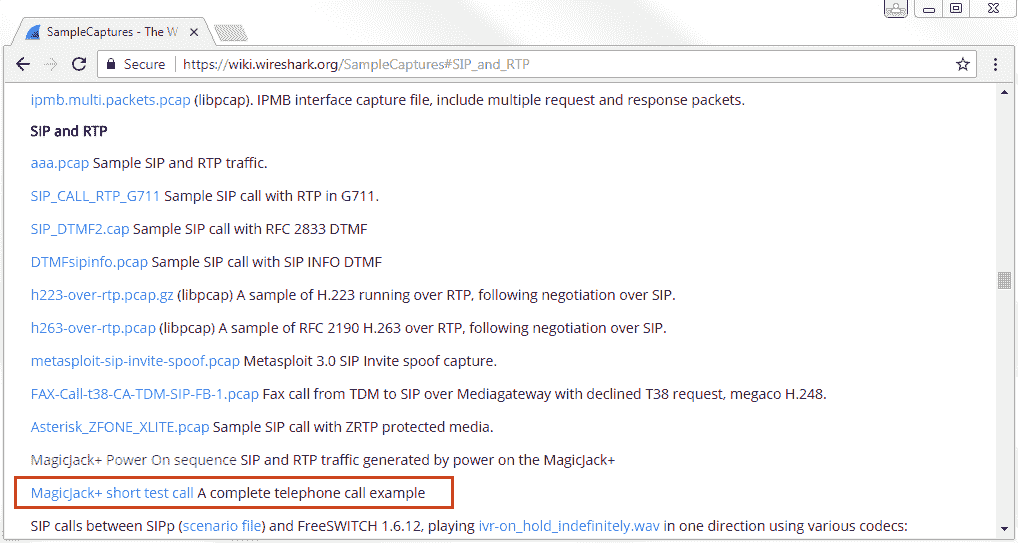 SampleCaptures - The W
Secure https://wiki.wireshark.org/SampleCaptures#SIP_and_RTP
ipmb.multi.packets.pcap (libpcap). IPMB interface capture file, include multiple request and response packets.
SIP and RTP
aaa.pcap Sample SIP and RTP traffic.
SIP_CALL_RTP_G711 Sample SIP call with RTP in G711.
SIP_DTMF2.cap Sample SIP call with RFC 2833 DTMF
DTMFsipinfo.pcap Sample SIP call with SIP INFO DTMF
h223-over-rtp.pcap.gz (libpcap) A sample of H.223 running over RTP, following negotiation over SIP.
h263-over-rtp.pcap (libpcap) A sample of RFC 2190 H.263 over RTP, following negotiation over SIP.
metasploit-sip-invite-spoof.pcap Metasploit 3.0 SIP Invite spoof capture.
FAX-Call-t38-CA-TDM-SIP-FB-1.pcap Fax call from TDM to SIP over Mediagateway with declined T38 request, megaco H.248.
Asterisk_ZFONE_XLITE.pcap Sample SIP call with ZRTP protected media.
MagicJack+ Power On sequence SIP and RTP traffic generated by power on the MagicJack+
MagicJack+ short test call A complete telephone call example
SIP calls between SIPp (scenario file) and FreeSWITCH 1.6.12, playing ivr-on_hold_indefinitely.wav in one direction using various codecs: